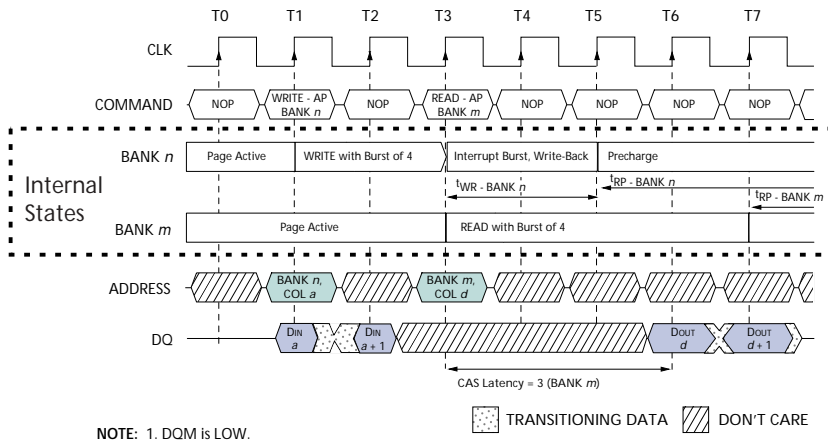 T0 T1 T2 T3 T4 T5 T6 T7
CLK
COMMAND NOP WRITE - AP BANK n NOP READ - AP BANK m NOP NOP NOP NOP
Internal States
BANK n Page Active WRITE with Burst of 4 Interrupt Burst, Write-Back Precharge
tWR - BANK n tRP - BANK n
tRP - BANK m
BANK m Page Active READ with Burst of 4
ADDRESS BANK n, COL a BANK m, COL d
DQ DIN a DIN a + 1 DOUT d DOUT d + 1
CAS Latency = 3 (BANK m)
NOTE: 1. DQM is LOW.
TRANSITIONING DATA DON'T CARE